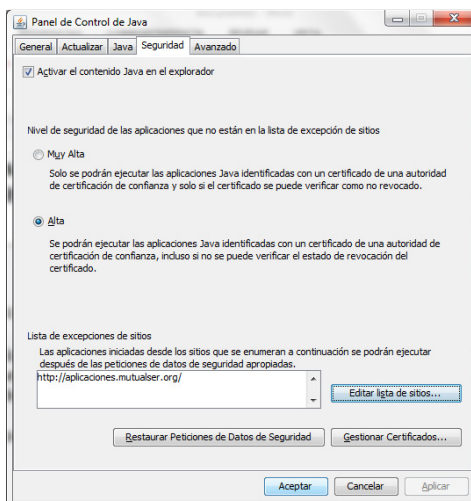 Panel de Control de Java
General Actualizar Java Seguridad Avanzado
Activar el contenido Java en el explorador
Nivel de seguridad de las aplicaciones que no están en la lista de excepción de sitios
Muy Alta
Solo se podrán ejecutar las aplicaciones Java identificadas con un certificado de una autoridad
de certificación de confianza y solo si el certificado se puede verificar como no revocado.
Alta
Se podrán ejecutar las aplicaciones Java identificadas con un certificado de una autoridad de
certificación de confianza, incluso si no se puede verificar el estado de revocación del
certificado.
Lista de excepciones de sitios
Las aplicaciones iniciadas desde los sitios que se enumeran a continuación se podrán ejecutar
después de las peticiones de datos de seguridad apropiadas.
http://aplicaciones.mutualser.org/
Editar lista de sitios...
Restaurar Peticiones de Datos de Seguridad Gestionar Certificados...
Aceptar Cancelar Aplicar